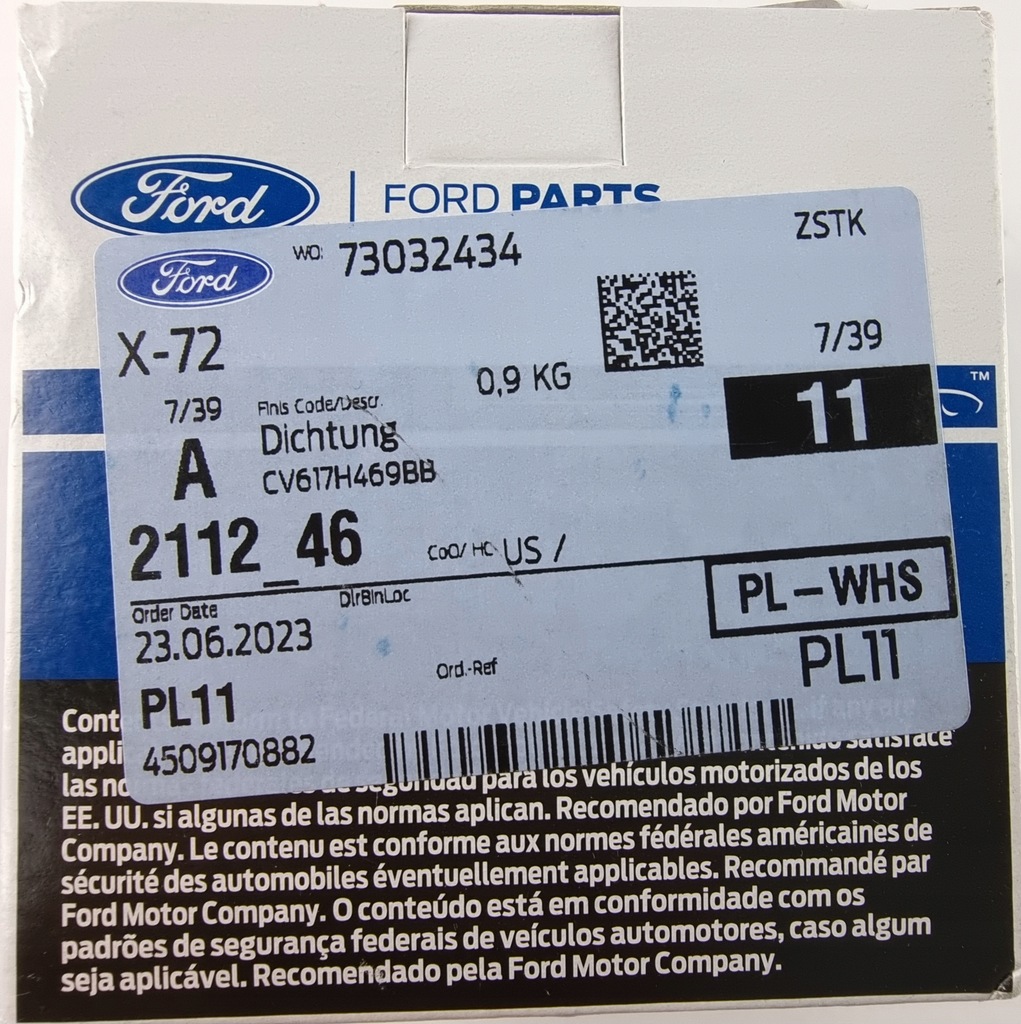 Ford | FORD PARTS
Ford WO: 73032434 ZSTK
X-72 0,9 KG 7/39
7/39 Finis Code/Descr. 11 TM
A Dichtung
CV617H469BB
2112_46 CoO/ HC US /
Order Date DlrBinLoc PL-WHS
23.06.2023 Ord.-Ref PL11
PL11
4509170882
Cont
appli
las no de seguridad para los vehículos motorizados de los
EE. UU. si algunas de las normas aplican. Recomendado por Ford Motor
Company. Le contenu est conforme aux normes fédérales américaines de
sécurité des automobiles éventuellement applicables. Recommandé par
Ford Motor Company. O conteúdo está em conformidade com os
padrões de segurança federais de veículos automotores, caso algum
seja aplicável. Recomendado pela Ford Motor Company.